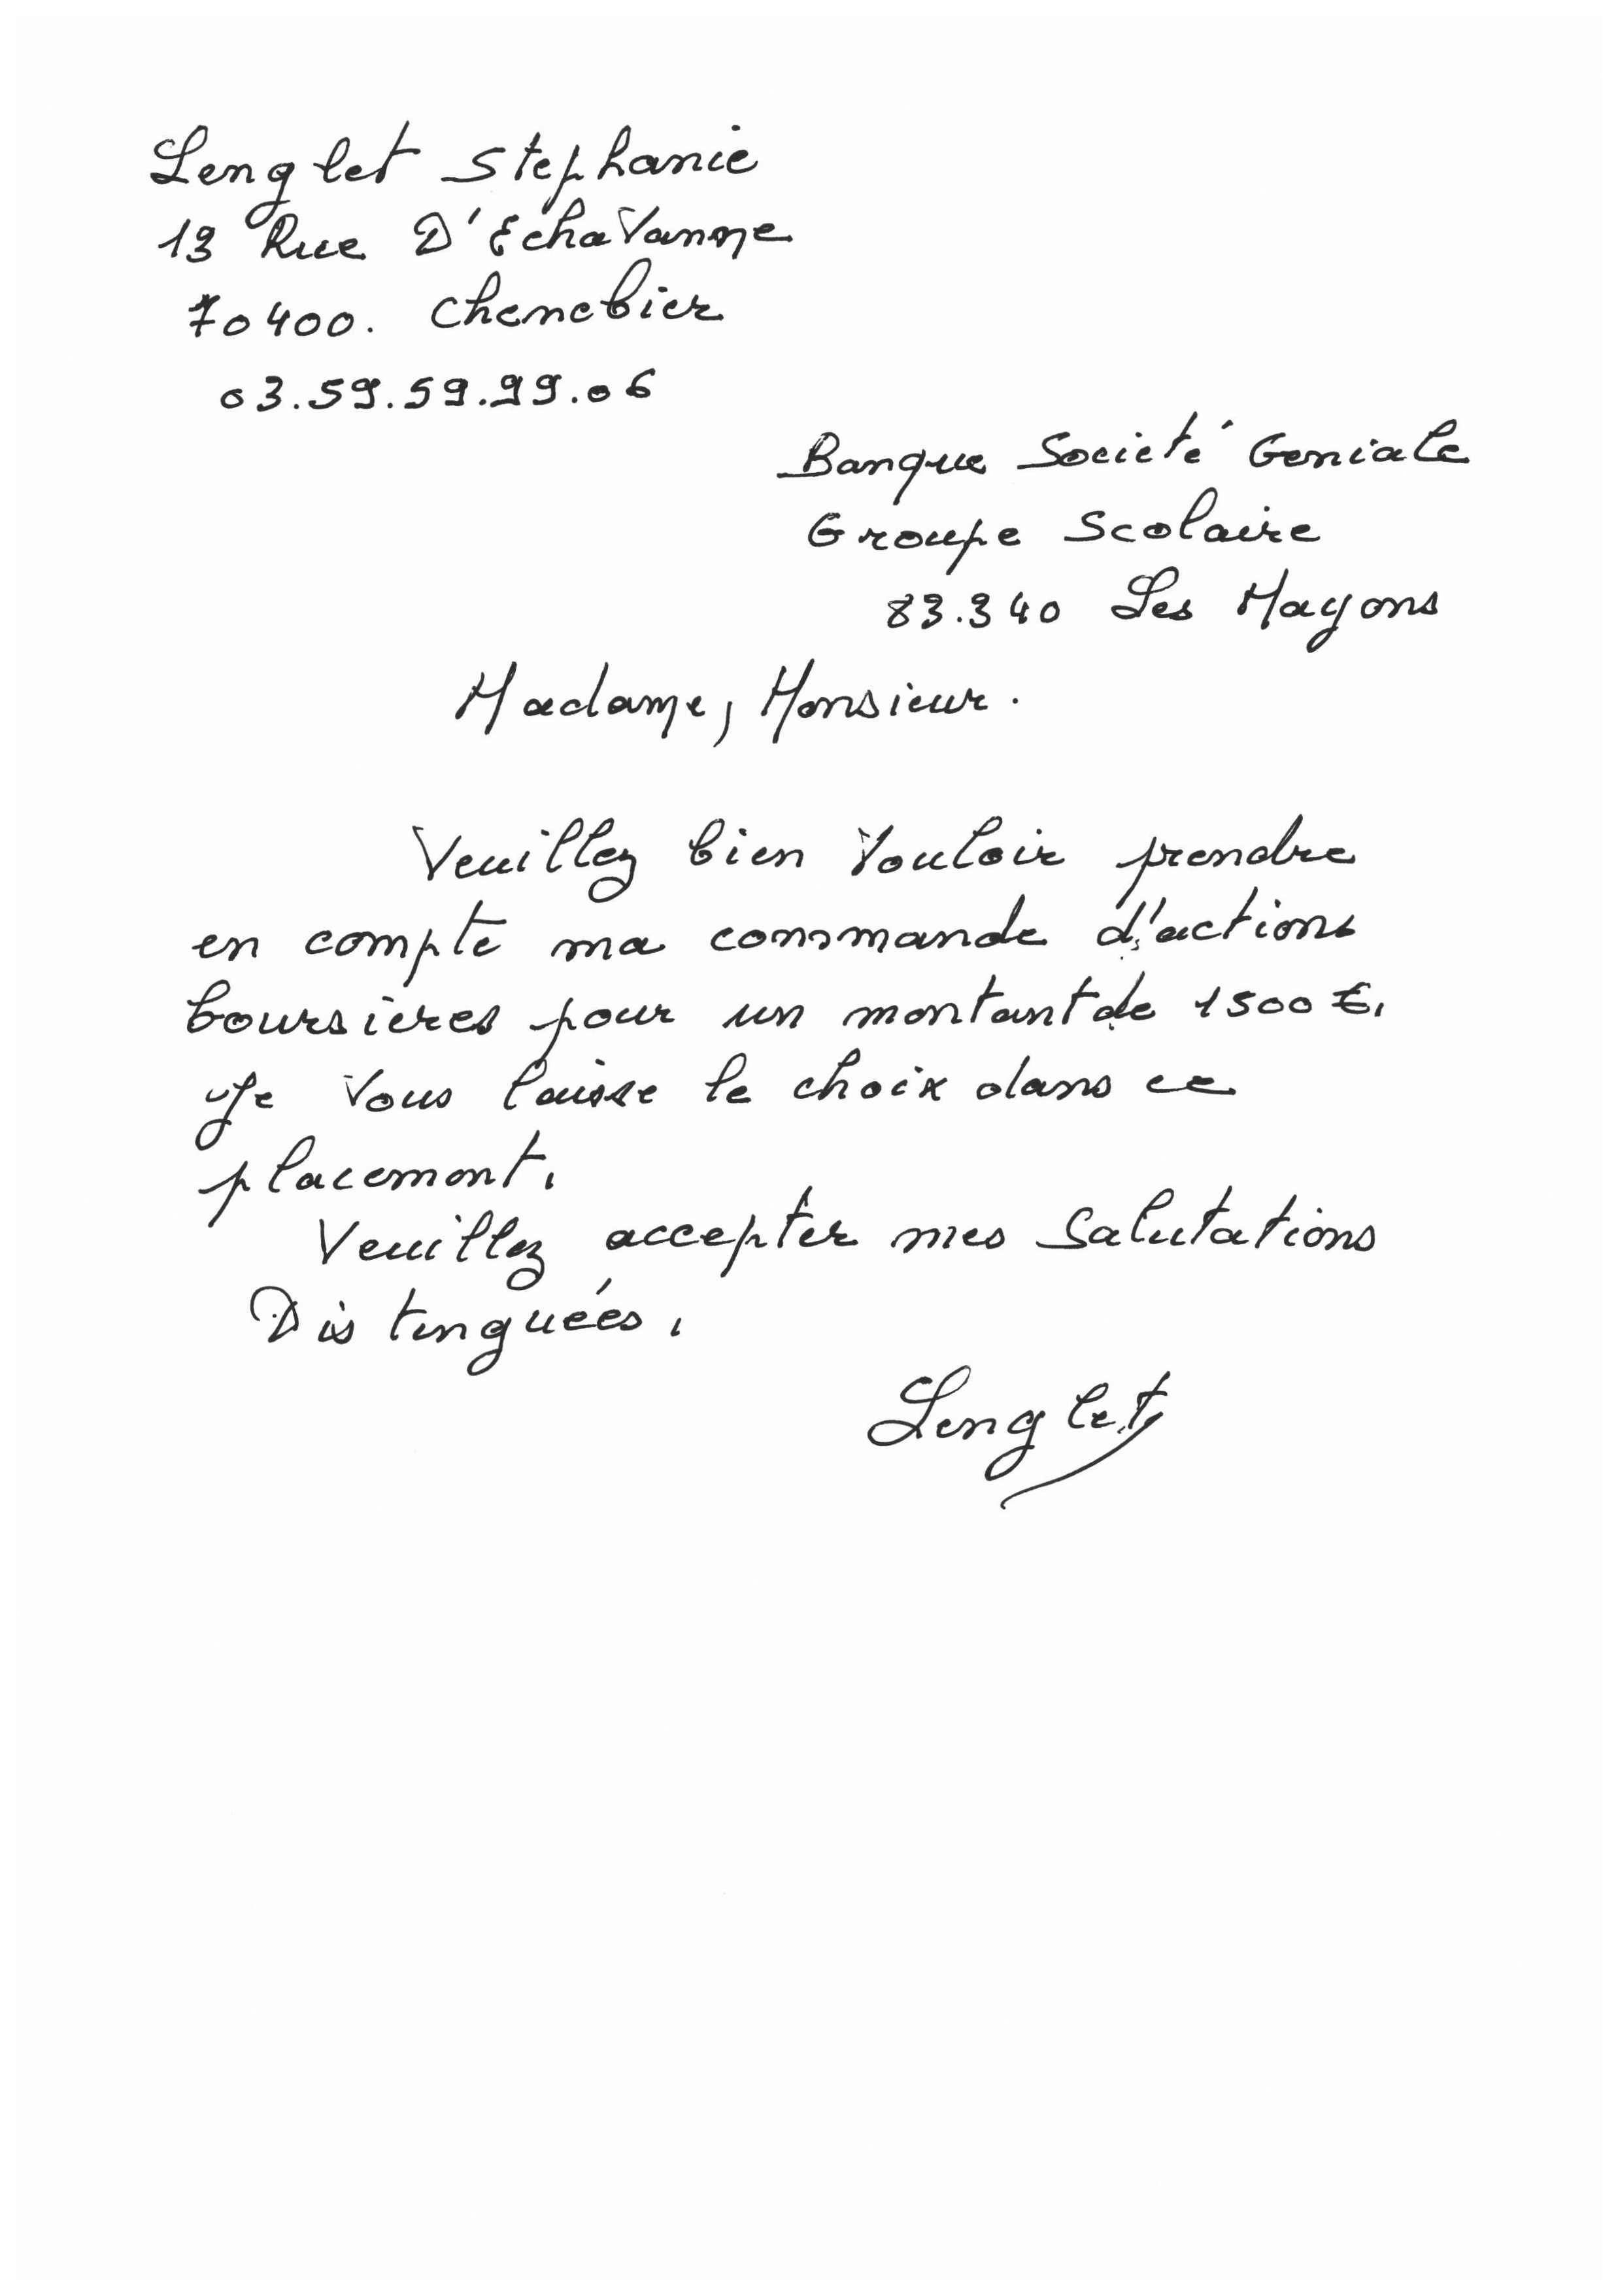 Lenglet Stephanie
13 Rue D'Echavanne
70400. Chenebier
03.59.59.99.06
Banque Societé Geniale
Groupe Scolaire
83.340 Les Mayons
Madame, Monsieur.
Veuillez bien vouloir prendre
en compte ma commande d'actions
boursieres pour un montant de 1500 €.
Je vous laisse le choix dans ce
placement.
Veuillez accepter mes Salutations
Distinguées.
Lenglet